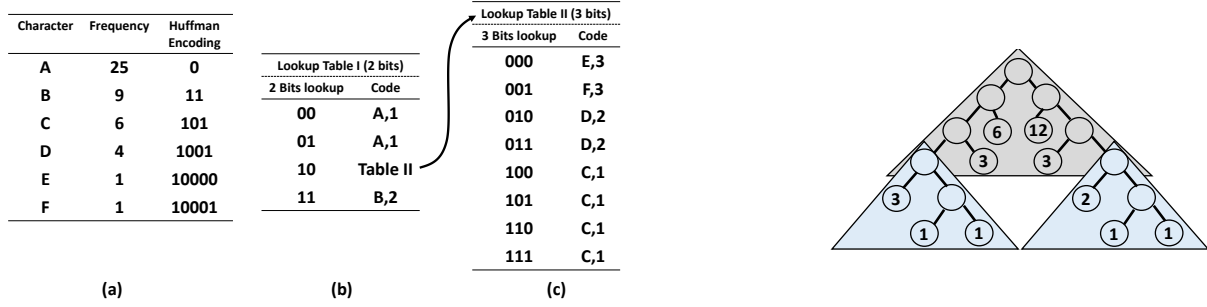 Character Frequency Huffman Encoding
A 25 0
B 9 11
C 6 101
D 4 1001
E 1 10000
F 1 10001
(a)
Lookup Table I (2 bits)
2 Bits lookup Code
00 A,1
01 A,1
10 Table II
11 B,2
(b)
Lookup Table II (3 bits)
3 Bits lookup Code
000 E,3
001 F,3
010 D,2
011 D,2
100 C,1
101 C,1
110 C,1
111 C,1
(c)
6 12
3 3
3 2
1 1 1 1